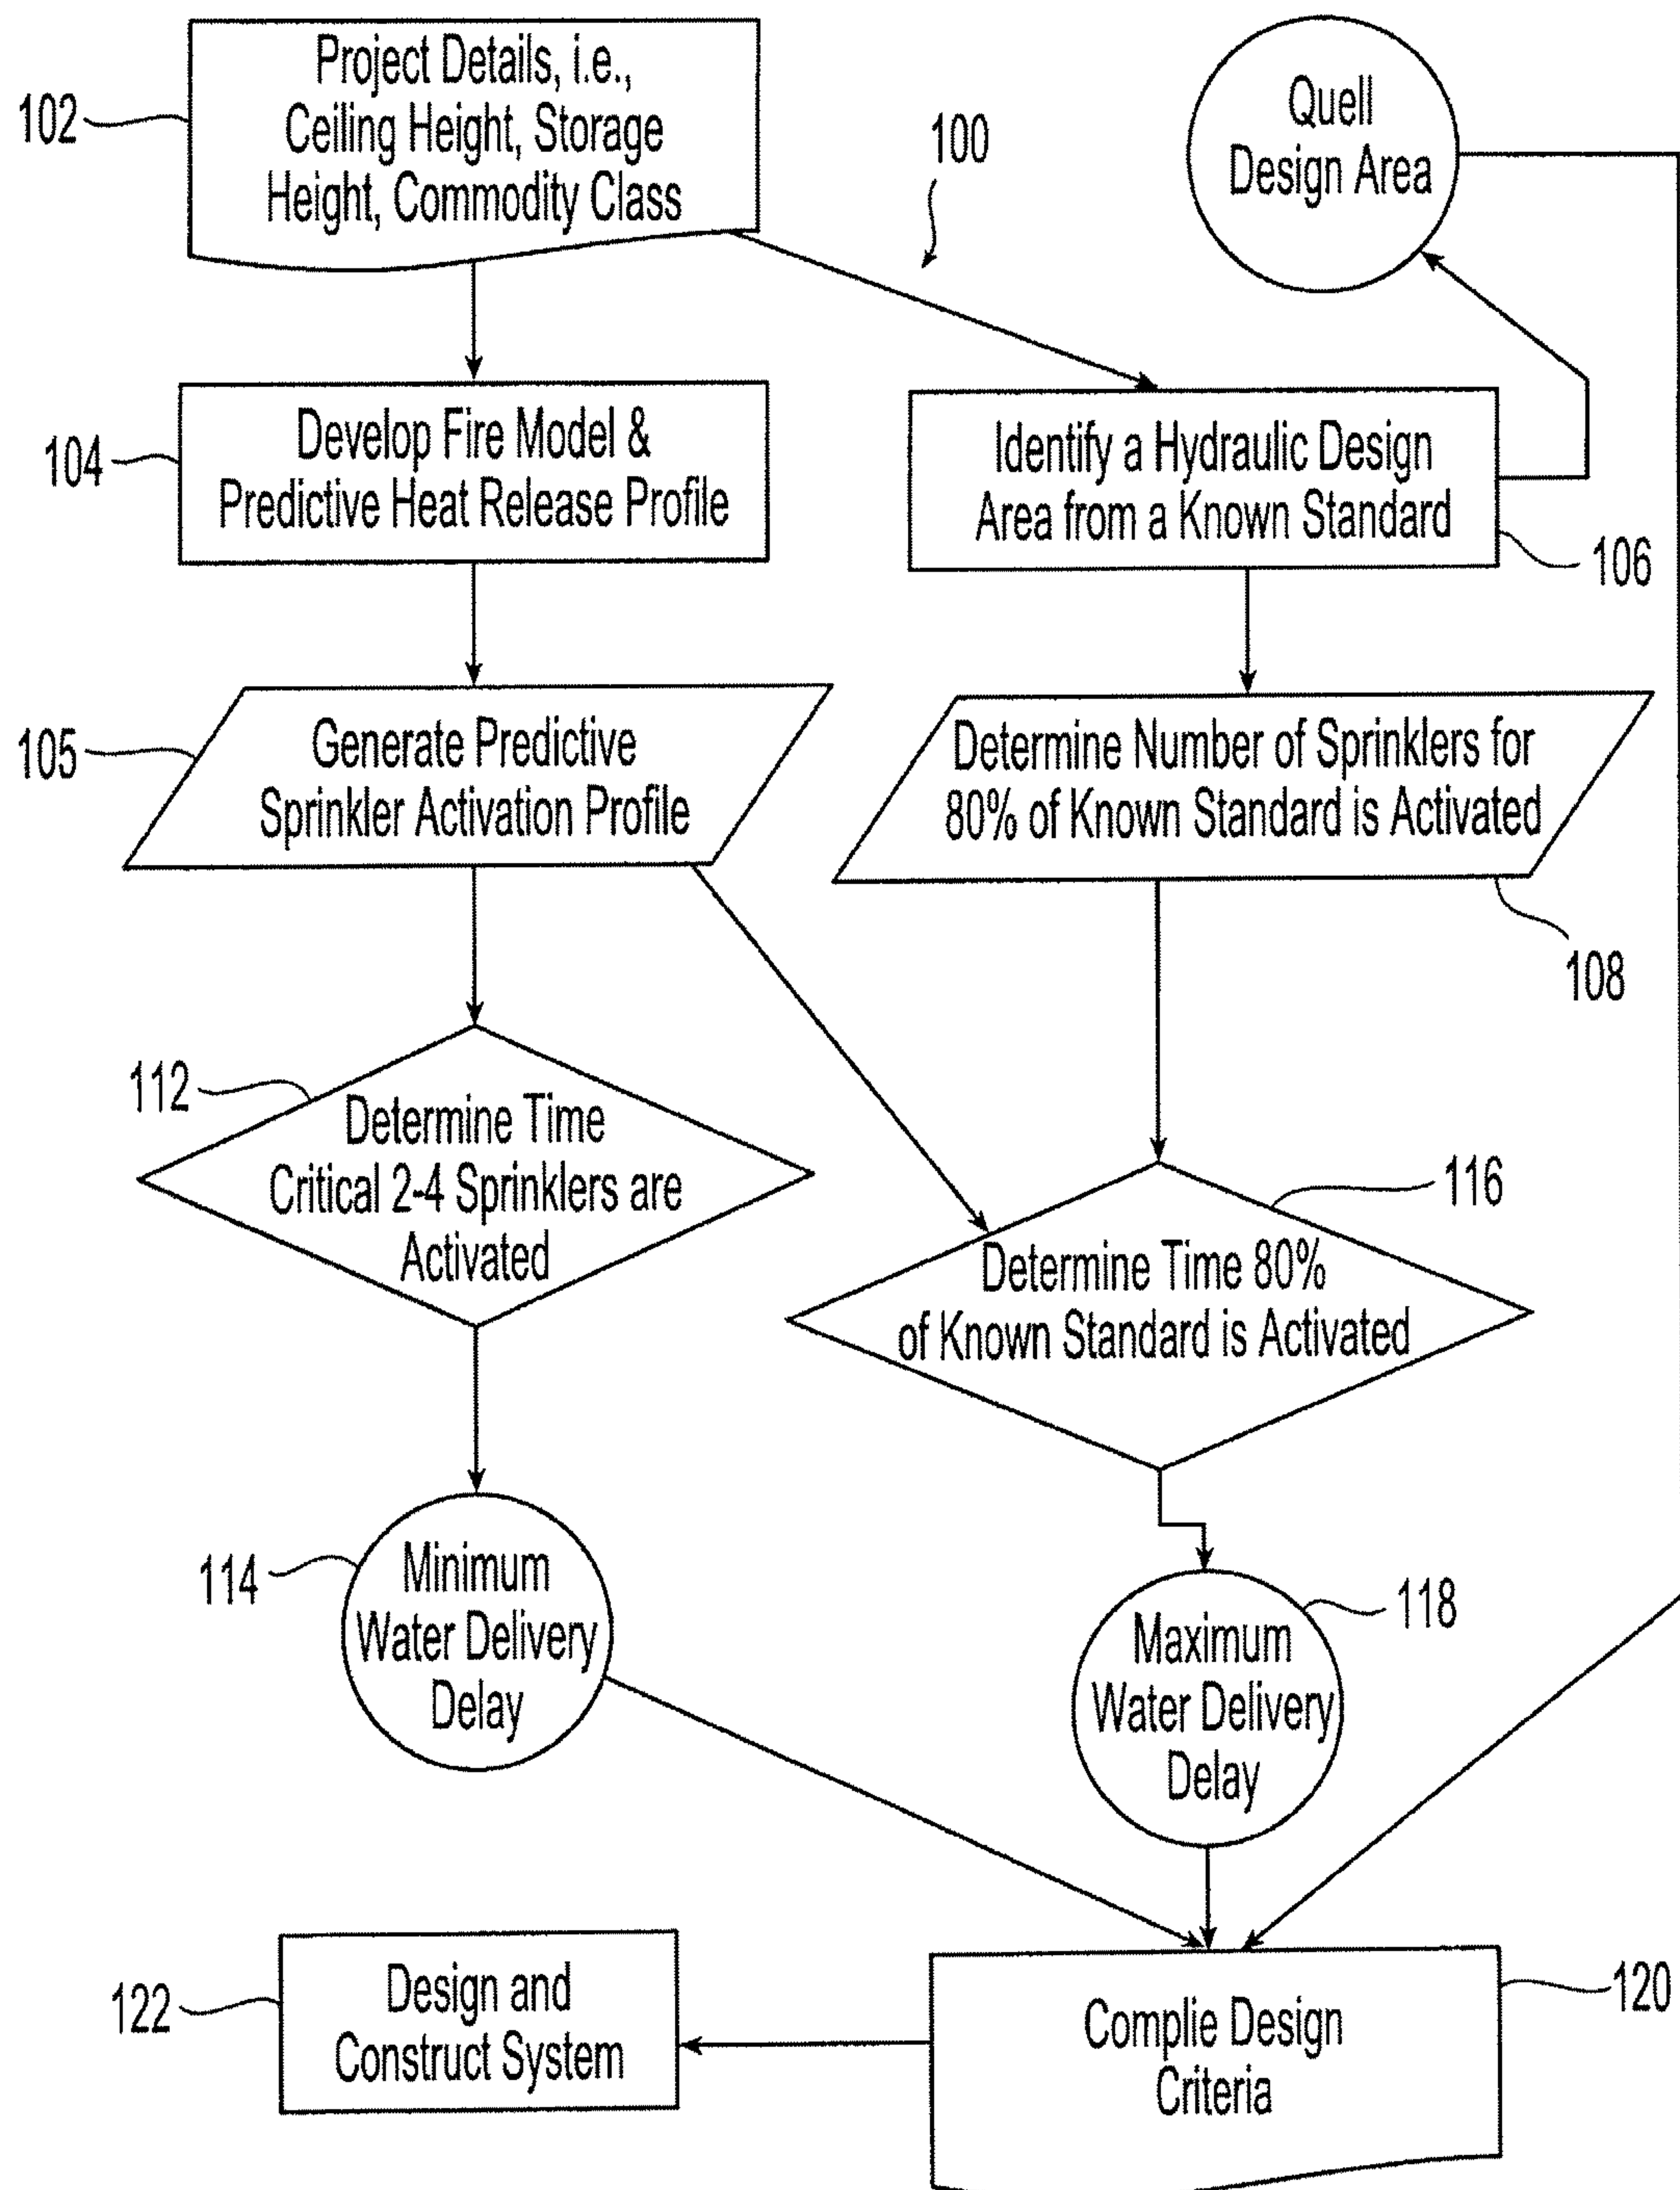 102
Project Details, i.e.,
Ceiling Height, Storage
Height, Commodity Class
100
Quell
Design Area
104
Develop Fire Model &
Predictive Heat Release Profile
Identify a Hydraulic Design
Area from a Known Standard
106
105
Generate Predictive
Sprinkler Activation Profile
Determine Number of Sprinklers for
80% of Known Standard is Activated
108
112
Determine Time
Critical 2-4 Sprinklers are
Activated
116
Determine Time 80%
of Known Standard is Activated
114
Minimum
Water Delivery
Delay
118
Maximum
Water Delivery
Delay
122
Design and
Construct System
120
Complie Design
Criteria